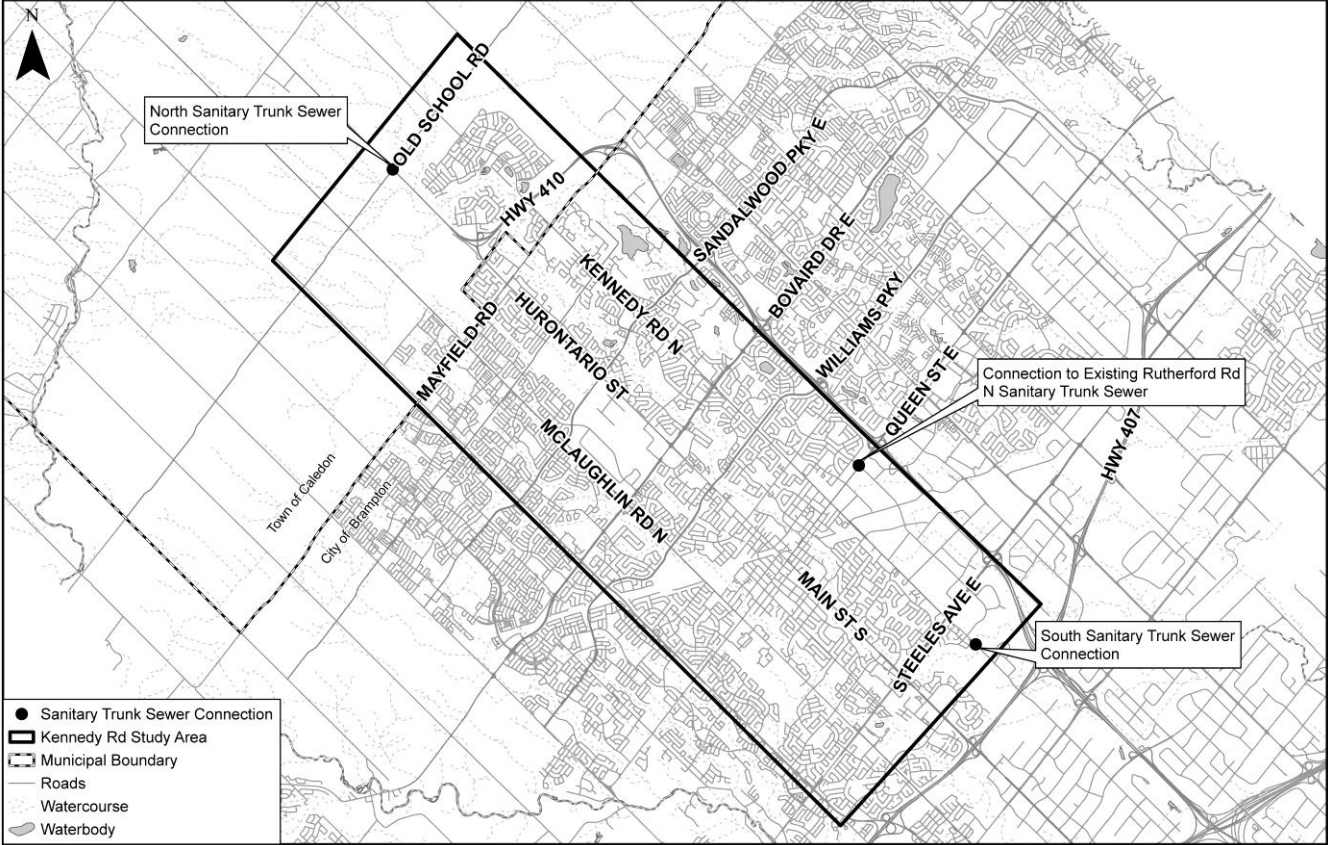 N
North Sanitary Trunk Sewer
Connection
OLD SCHOOL RD
HWY 410
SANDALWOOD PKY E
BOVAIRD DR E
KENNEDY RD N
WILLIAMS PKY
HURONTARIO ST
MAYFIELD RD
QUEEN ST E
Connection to Existing Rutherford Rd
N Sanitary Trunk Sewer
HWY 407
MCLAUGHLIN RD N
Town of Caledon
City of Brampton
MAIN ST S
STEELES AVE E
South Sanitary Trunk Sewer
Connection
Sanitary Trunk Sewer Connection
Kennedy Rd Study Area
Municipal Boundary
Roads
Watercourse
Waterbody